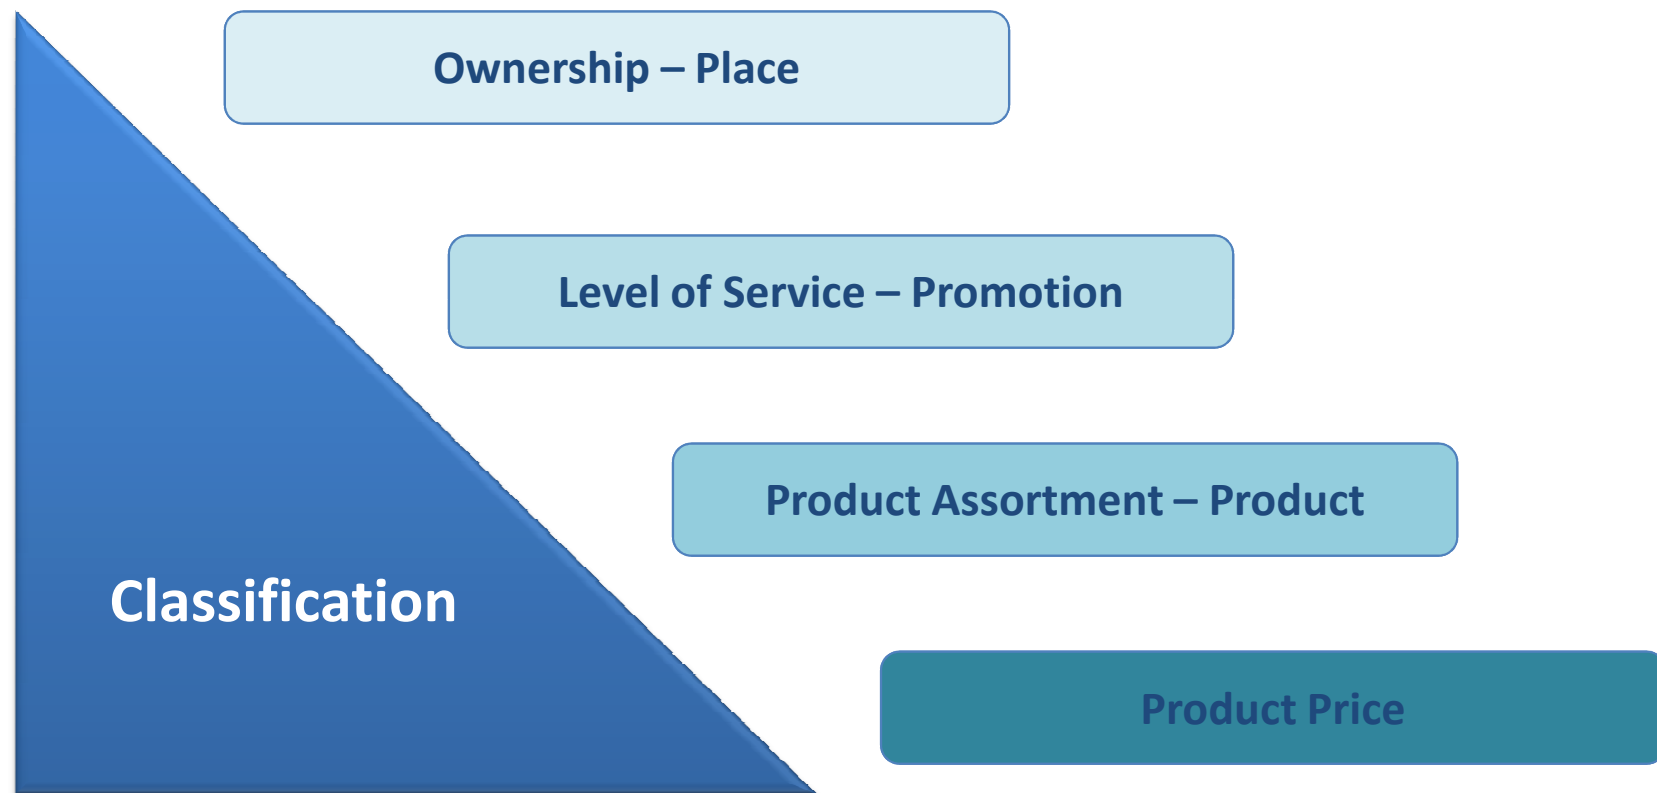 Ownership – Place
Level of Service – Promotion
Product Assortment – Product
Classification
Product Price